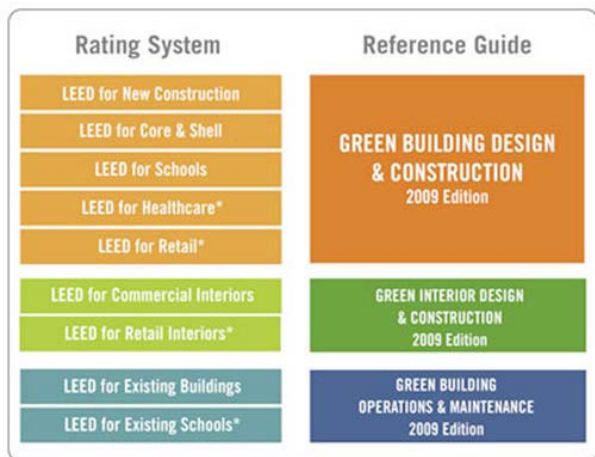 Rating System
LEED for New Construction
LEED for Core & Shell
LEED for Schools
LEED for Healthcare*
LEED for Retail*
LEED for Commercial Interiors
LEED for Retail Interiors*
LEED for Existing Buildings
LEED for Existing Schools*
Reference Guide
GREEN BUILDING DESIGN
& CONSTRUCTION
2009 Edition
GREEN INTERIOR DESIGN
& CONSTRUCTION
2009 Edition
GREEN BUILDING
OPERATIONS & MAINTENANCE
2009 Edition